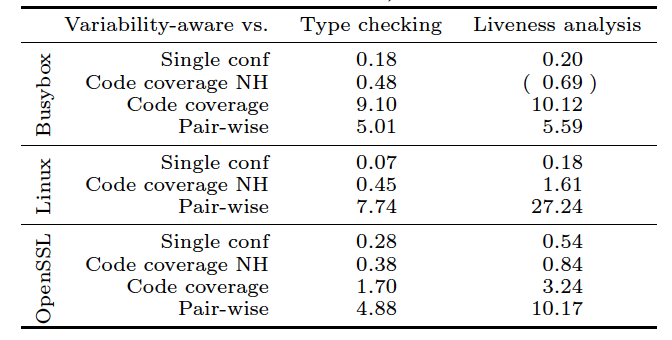 Variability-aware vs. Type checking Liveness analysis
Busybox
Single conf 0.18 0.20
Code coverage NH 0.48 ( 0.69 )
Code coverage 9.10 10.12
Pair-wise 5.01 5.59
Linux
Single conf 0.07 0.18
Code coverage NH 0.45 1.61
Pair-wise 7.74 27.24
OpenSSL
Single conf 0.28 0.54
Code coverage NH 0.38 0.84
Code coverage 1.70 3.24
Pair-wise 4.88 10.17